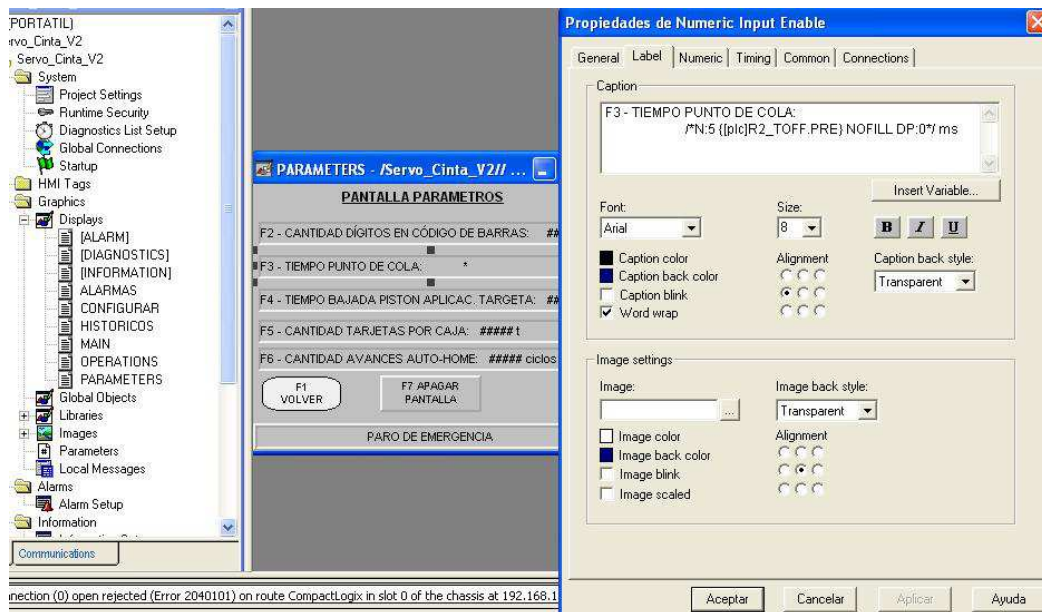 (PORTATIL)
ervo_Cinta_V2
Servo_Cinta_V2
System
Project Settings
Runtime Security
Diagnostics List Setup
Global Connections
Startup
HMI Tags
Graphics
Displays
[ALARM]
[DIAGNOSTICS]
[INFORMATION]
ALARMAS
CONFIGURAR
HISTORICOS
MAIN
OPERATIONS
PARAMETERS
Global Objects
Libraries
Images
Parameters
Local Messages
Alarms
Alarm Setup
Information
Communications
nnection (0) open rejected (Error 2040101) on route CompactLogix in slot 0 of the chassis at 192.168.1
PARAMETERS - /Servo_Cinta_V2// ...
PANTALLA PARAMETROS
F2 - CANTIDAD DÍGITOS EN CÓDIGO DE BARRAS: ##
F3 - TIEMPO PUNTO DE COLA: *
F4 - TIEMPO BAJADA PISTON APLICAC. TARGETA: ##
F5 - CANTIDAD TARJETAS POR CAJA: ##### t
F6 - CANTIDAD AVANCES AUTO-HOME: ##### ciclos
F1
VOLVER
F7 APAGAR
PANTALLA
PARO DE EMERGENCIA
Propiedades de Numeric Input Enable
General Label Numeric Timing Common Connections
Caption
F3 - TIEMPO PUNTO DE COLA:
/*N:5 {[plc]R2_TOFF.PRE} NOFILL DP:0*/ ms
Insert Variable...
Font: Size:
Arial 8 B I U
Caption color Alignment Caption back style:
Caption back color Transparent
Caption blink
Word wrap
Image settings
Image: Image back style:
... Transparent
Image color Alignment
Image back color
Image blink
Image scaled
Aceptar Cancelar Aplicar Ayuda